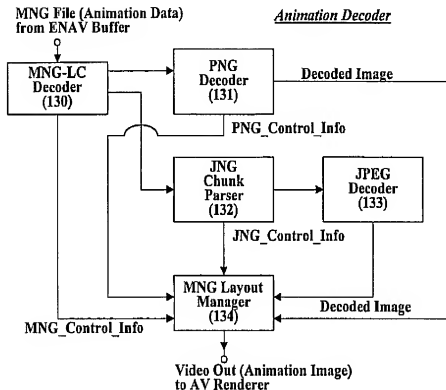 MNG File (Animation Data)
from ENAV Buffer
Animation Decoder
MNG-LC
Decoder
(130)
PNG
Decoder
(131)
Decoded Image
PNG_Control_Info
JNG
Chunk
Parser
(132)
JPEG
Decoder
(133)
JNG_Control_Info
MNG Layout
Manager
(134)
MNG_Control_Info
Decoded Image
Video Out (Animation Image)
to AV Renderer